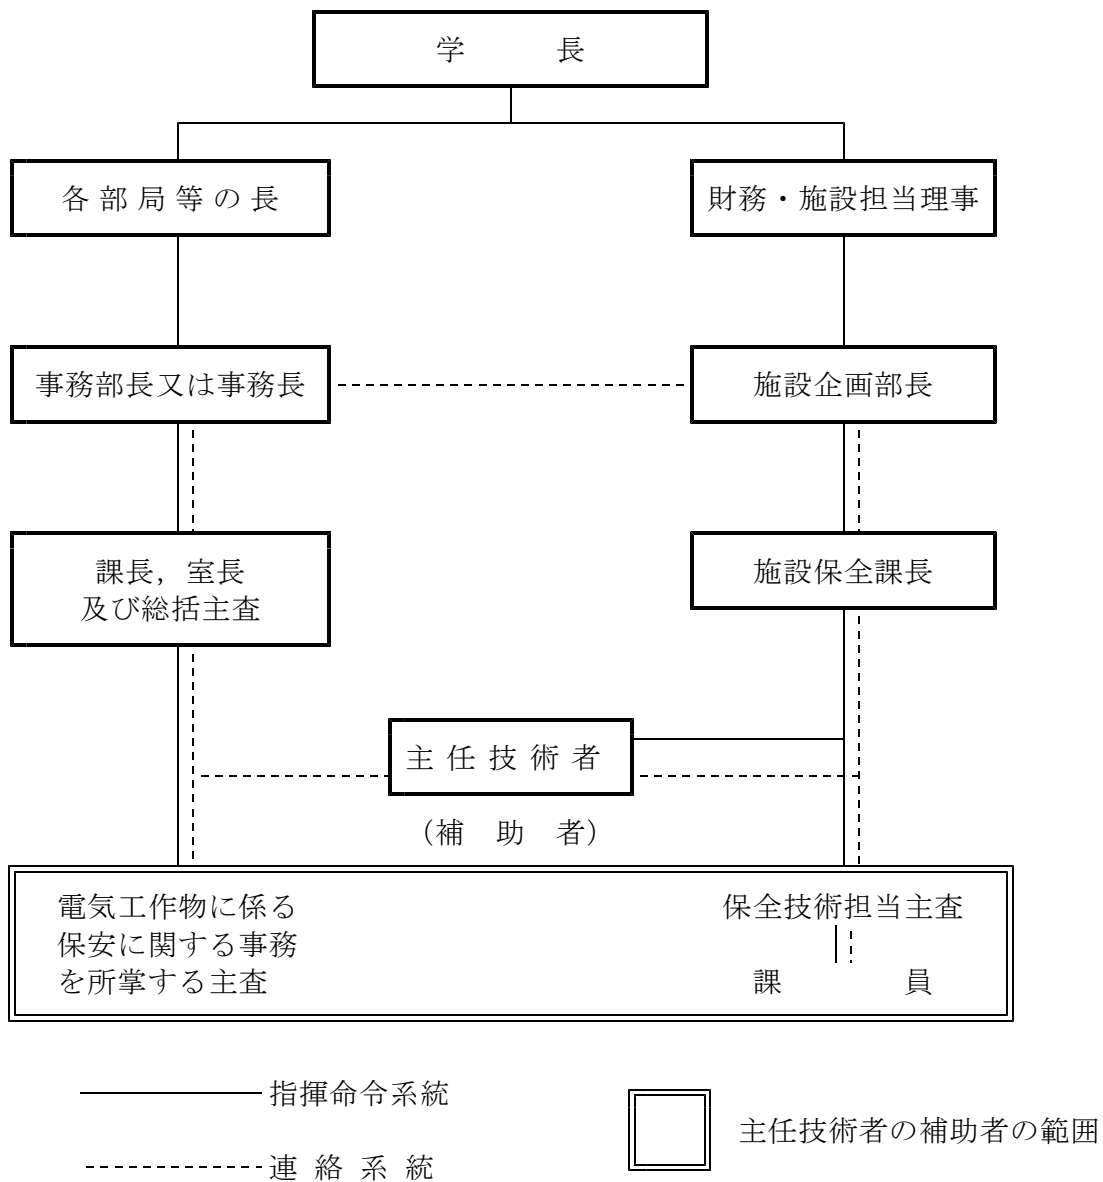 学　　　長
各部局等の長
財務・施設担当理事
事務部長又は事務長
施設企画部長
課長，室長
及び総括主査
施設保全課長
主任技術者
（補　助　者）
電気工作物に係る
保安に関する事務
を所掌する主査
保全技術担当主査
課　　　　員
指揮命令系統
連絡系統
主任技術者の補助者の範囲